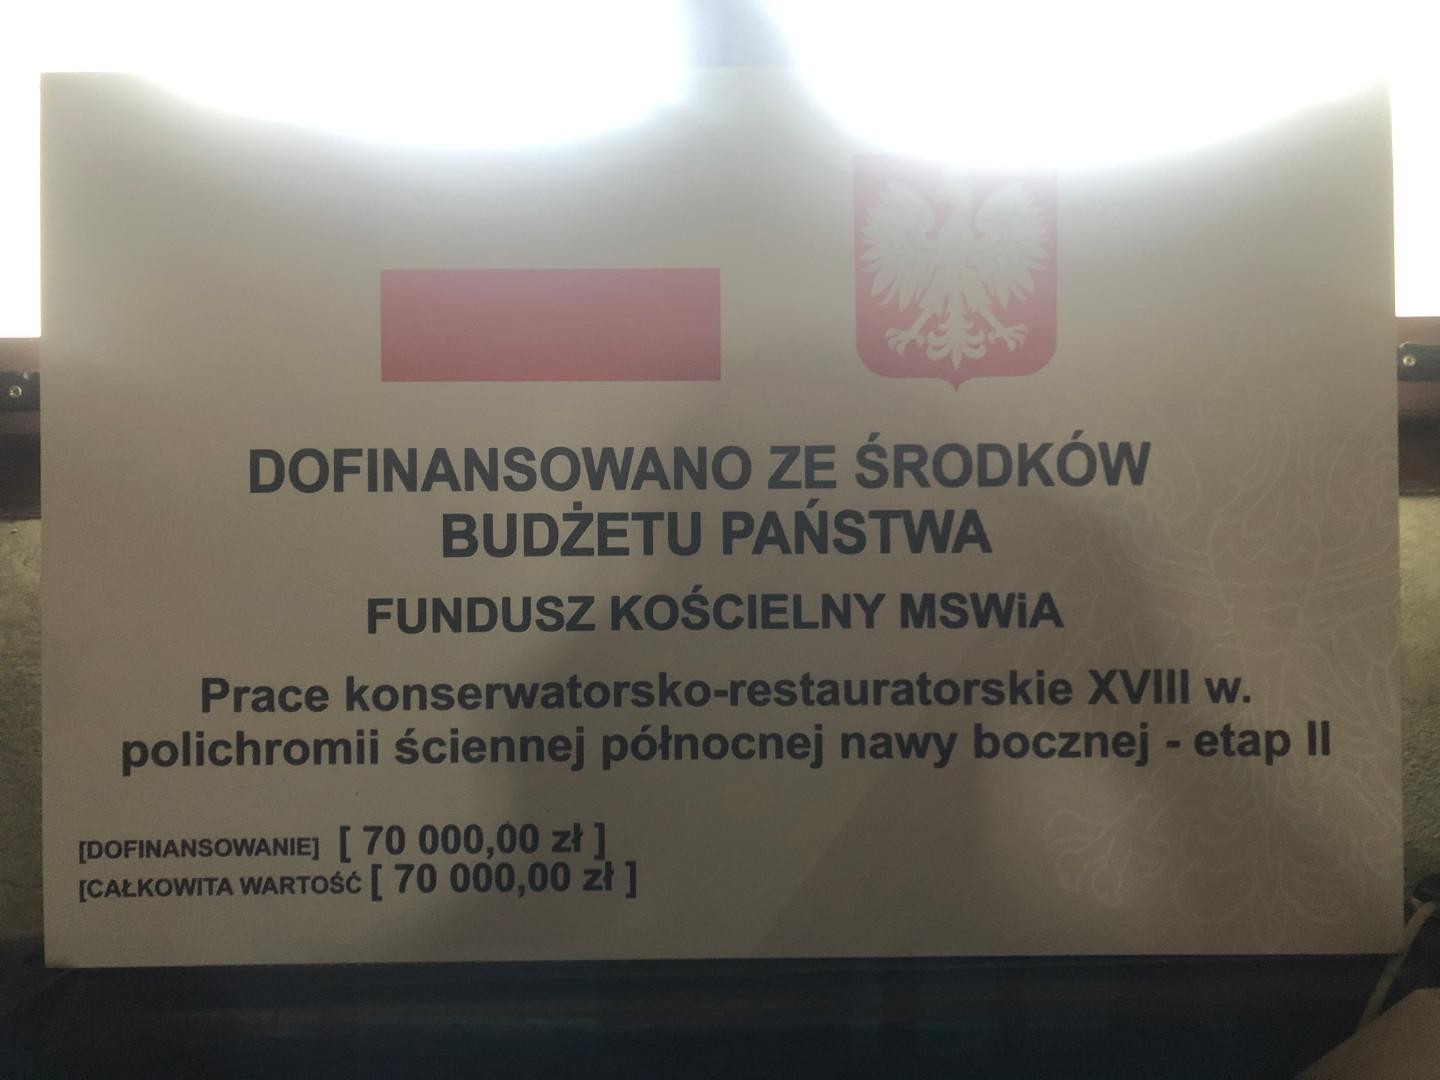 DOFINANSOWANO ZE ŚRODKÓW
BUDŻETU PAŃSTWA
FUNDUSZ KOŚCIELNY MSWiA
Prace konserwatorsko-restauratorskie XVIII w.
polichromii ściennej północnej nawy bocznej - etap II
[DOFINANSOWANIE] [ 70 000,00 zł ]
[CAŁKOWITA WARTOŚĆ [ 70 000,00 zł ]